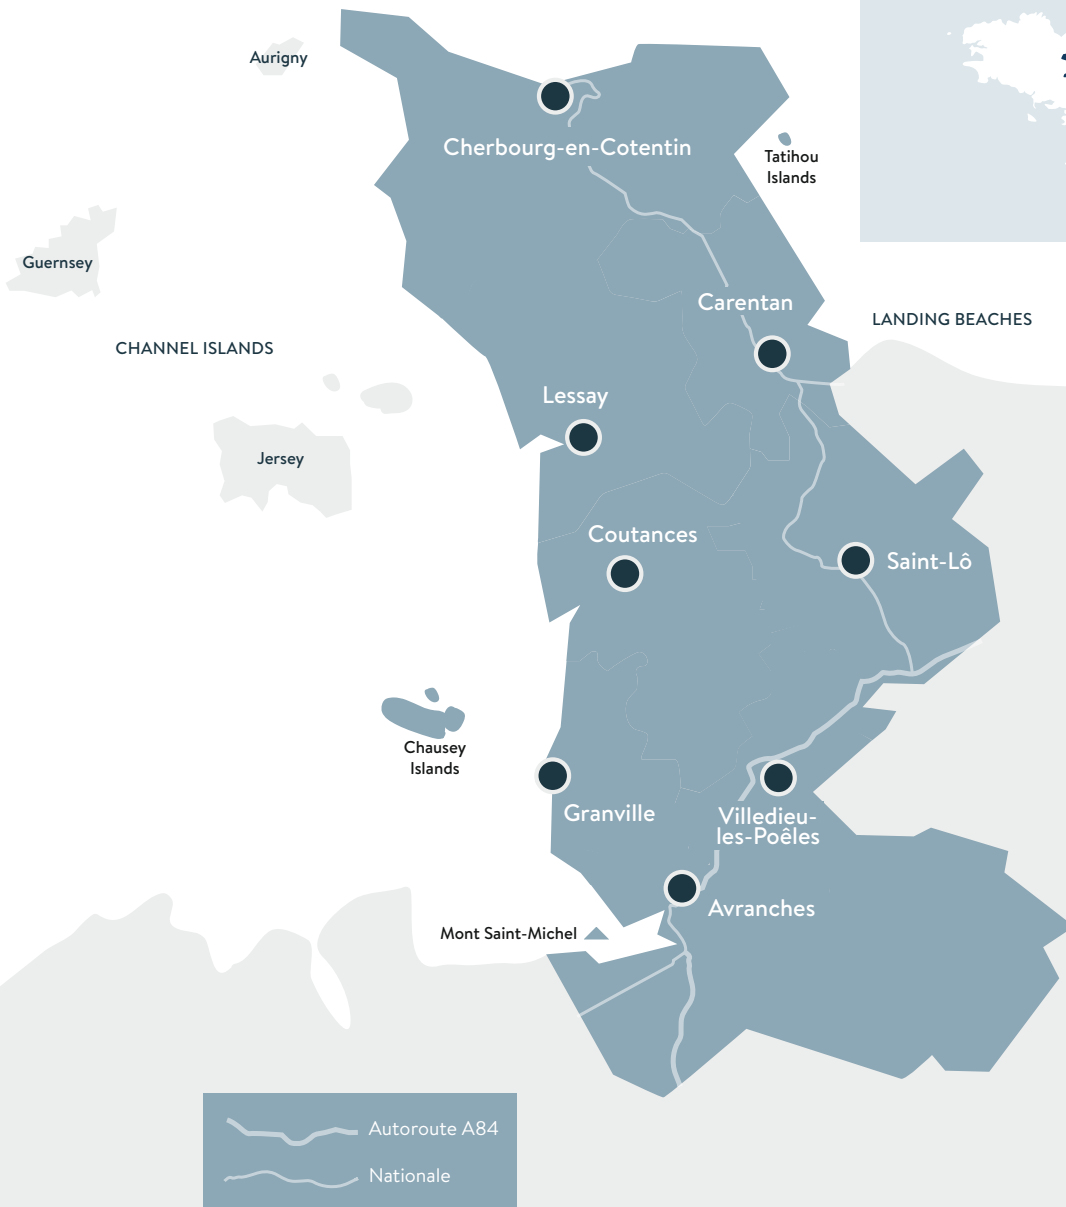 Aurigny
Cherbourg-en-Cotentin
Tatihou
Islands
Guernsey
Carentan
LANDING BEACHES
CHANNEL ISLANDS
Lessay
Jersey
Coutances
Saint-Lô
Chausey
Islands
Granville
Villedieu-
les-Poêles
Avranches
Mont Saint-Michel
Autoroute A84
Nationale